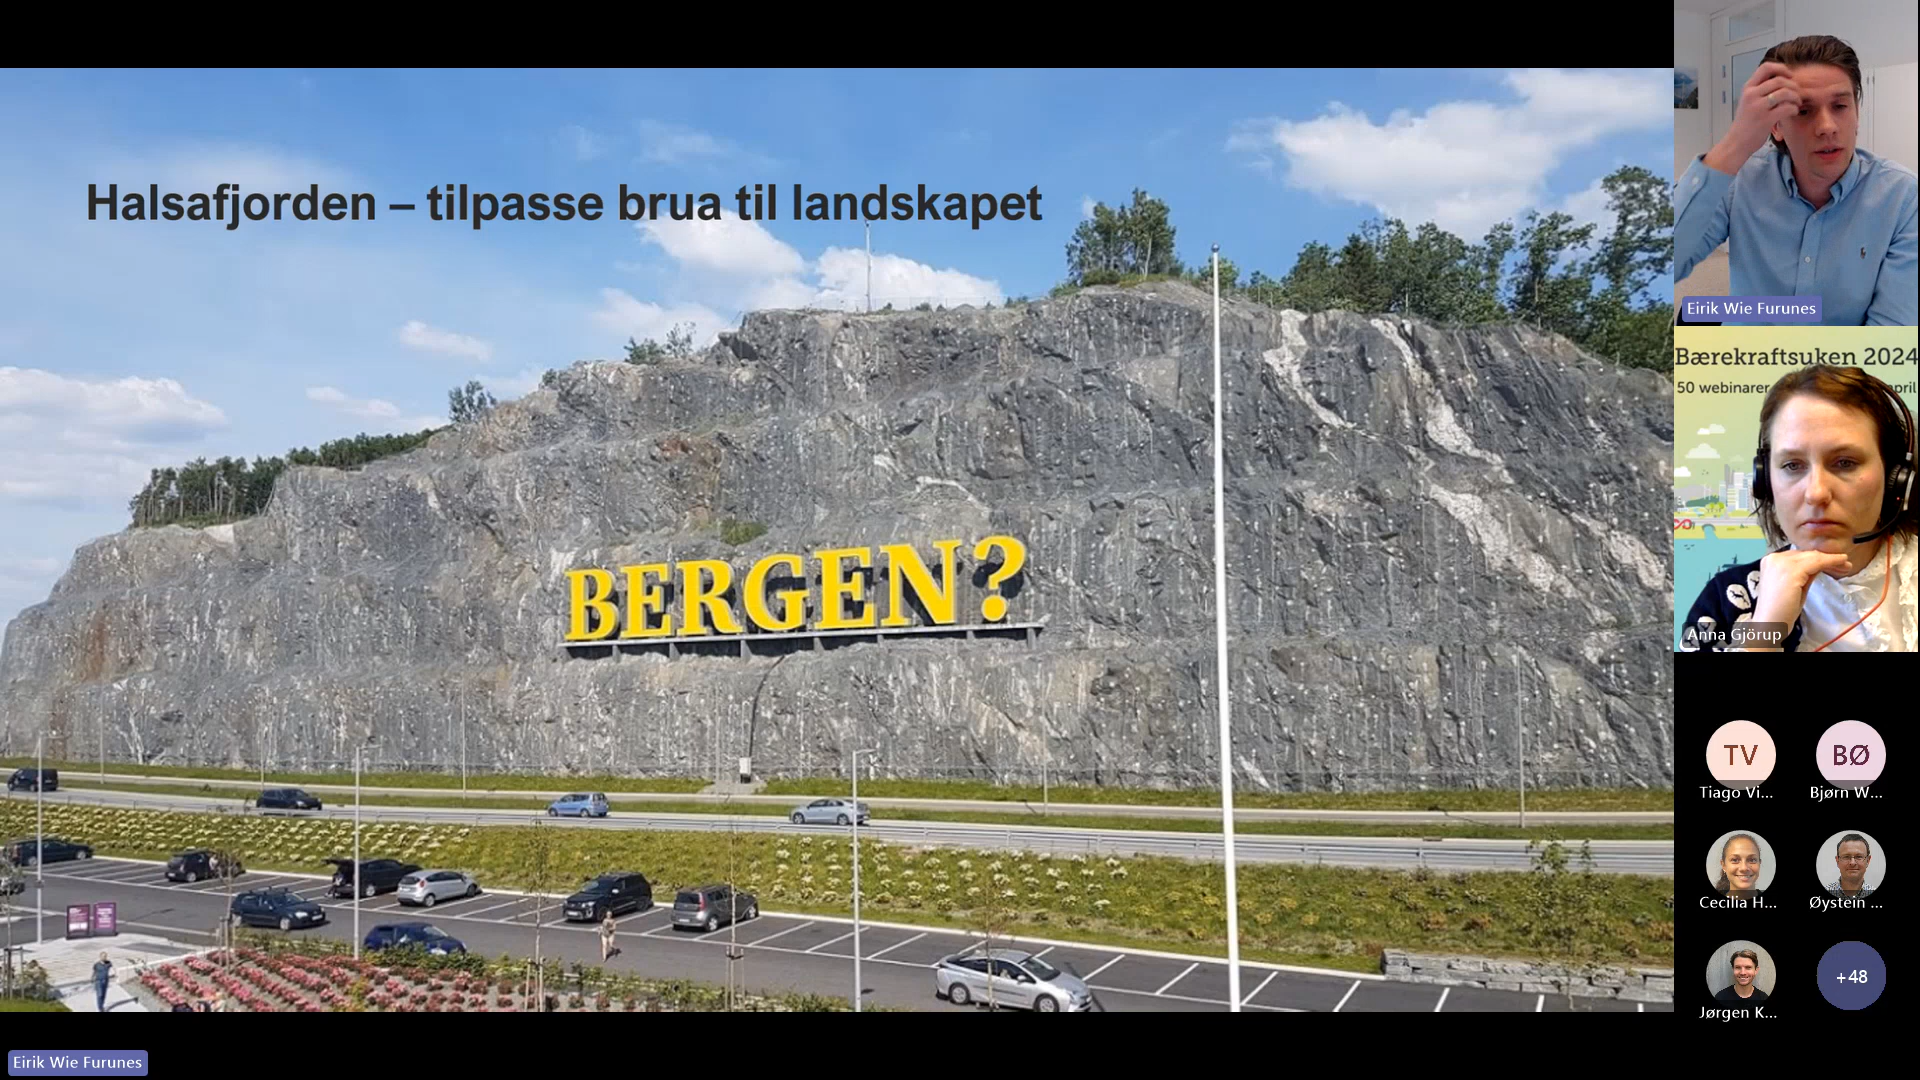 Halsafjorden – tilpasse brua til landskapet
BERGEN?
Eirik Wie Furunes
Eirik Wie Furunes
Bærekraftsuken 2024
50 webinarer
april
Anna Gjörup
TV
BØ
Tiago Vi...
Bjørn W...
Cecilia H...
Øystein ...
Jørgen K...
+48